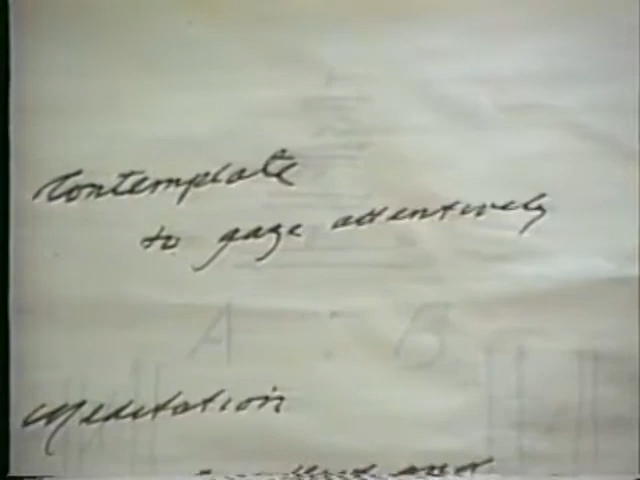 Contemplate
to gaze attentively
A : B
Meditation